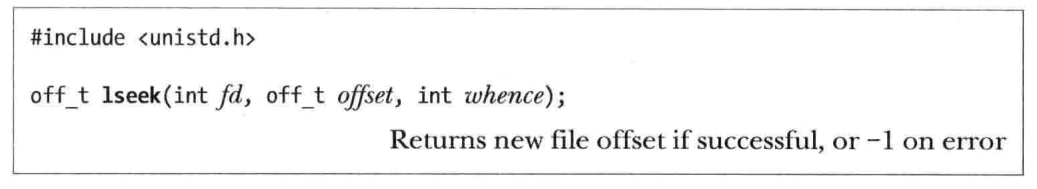 #include <unistd.h>
off_t lseek(int fd, off_t offset, int whence);
Returns new file offset if successful, or −1 on error